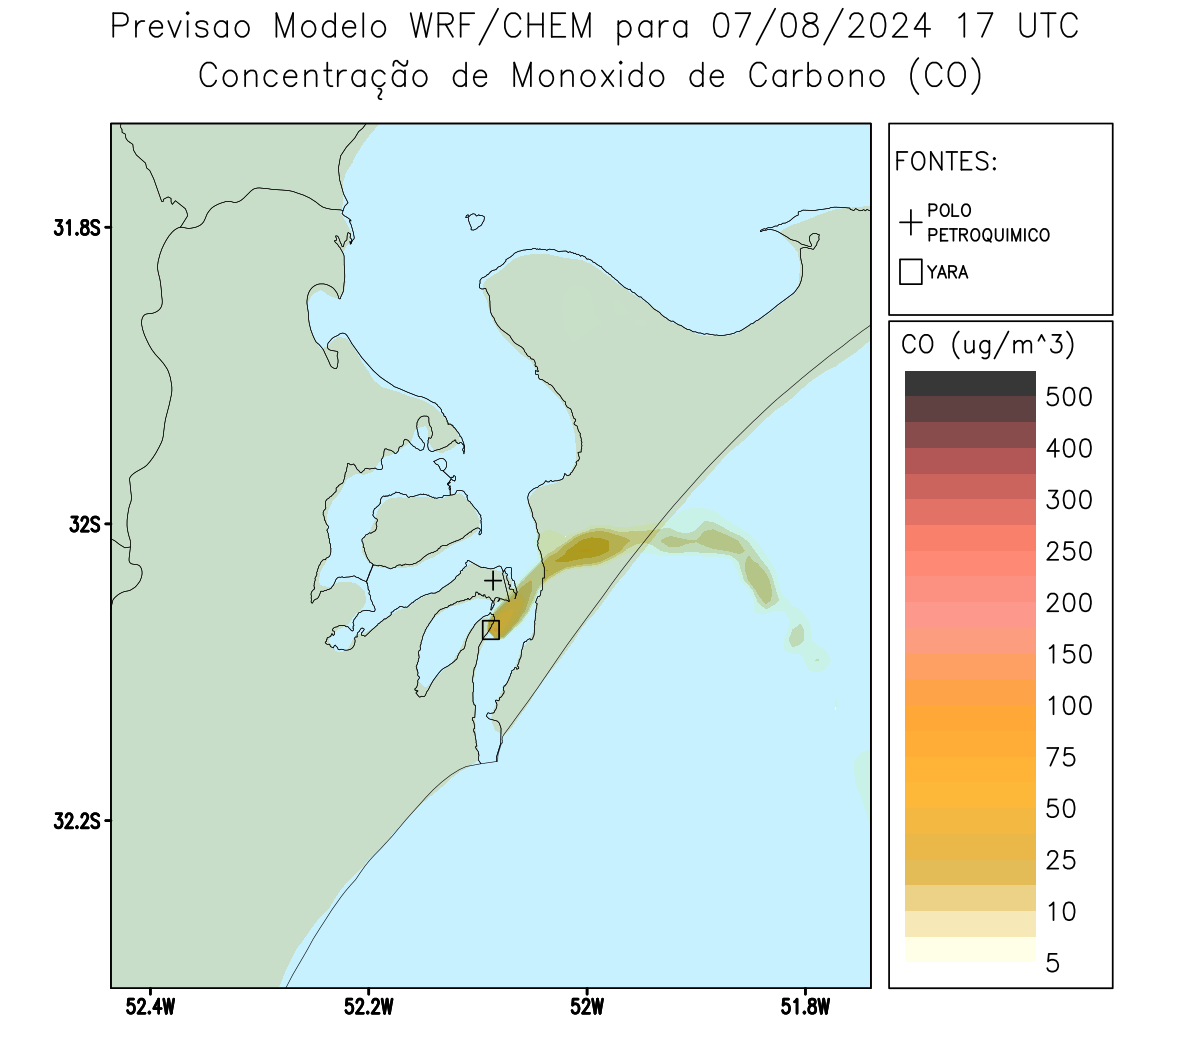 Previsao Modelo WRF/CHEM para 07/08/2024 17 UTC
Concentração de Monoxido de Carbono (CO)
FONTES:
POLO
PETROQUIMICO
YARA
CO (ug/m^3)
500
400
300
250
200
150
100
75
50
25
10
5
31.8S
32S
32.2S
52.4W
52.2W
52W
51.8W